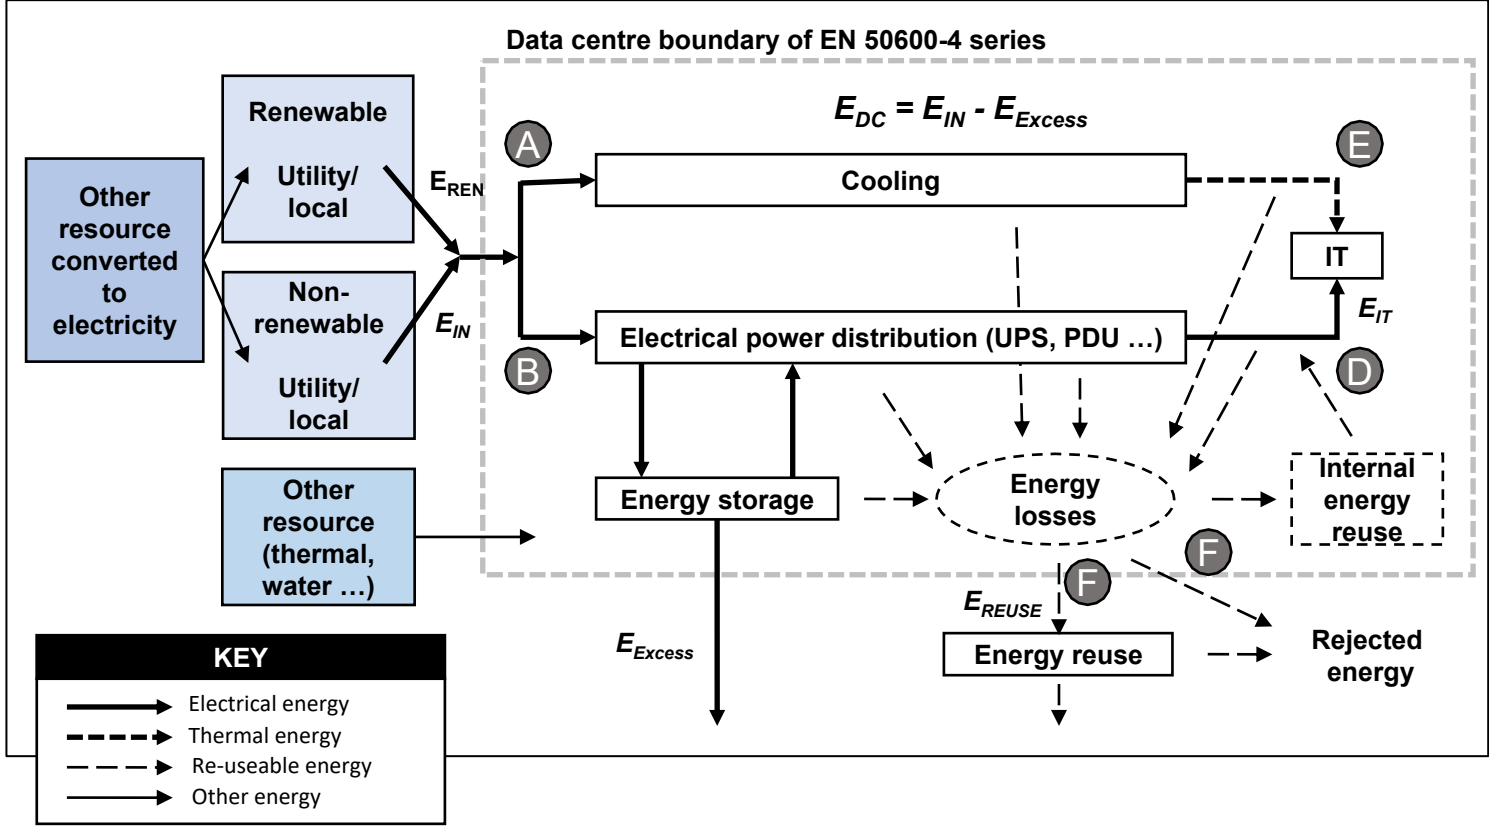 Data centre boundary of EN 50600-4 series
Renewable
Utility/
local
Other
resource
converted
to
electricity
Non-
renewable
Utility/
local
Other
resource
(thermal,
water …)
E_REN
E_IN
E_DC = E_IN - E_Excess
A
Cooling
E
IT
E_IT
B
Electrical power distribution (UPS, PDU …)
D
Energy storage
Energy
losses
Internal
energy
reuse
F
F
E_REUSE
E_Excess
Energy reuse
Rejected
energy
KEY
Electrical energy
Thermal energy
Re-useable energy
Other energy